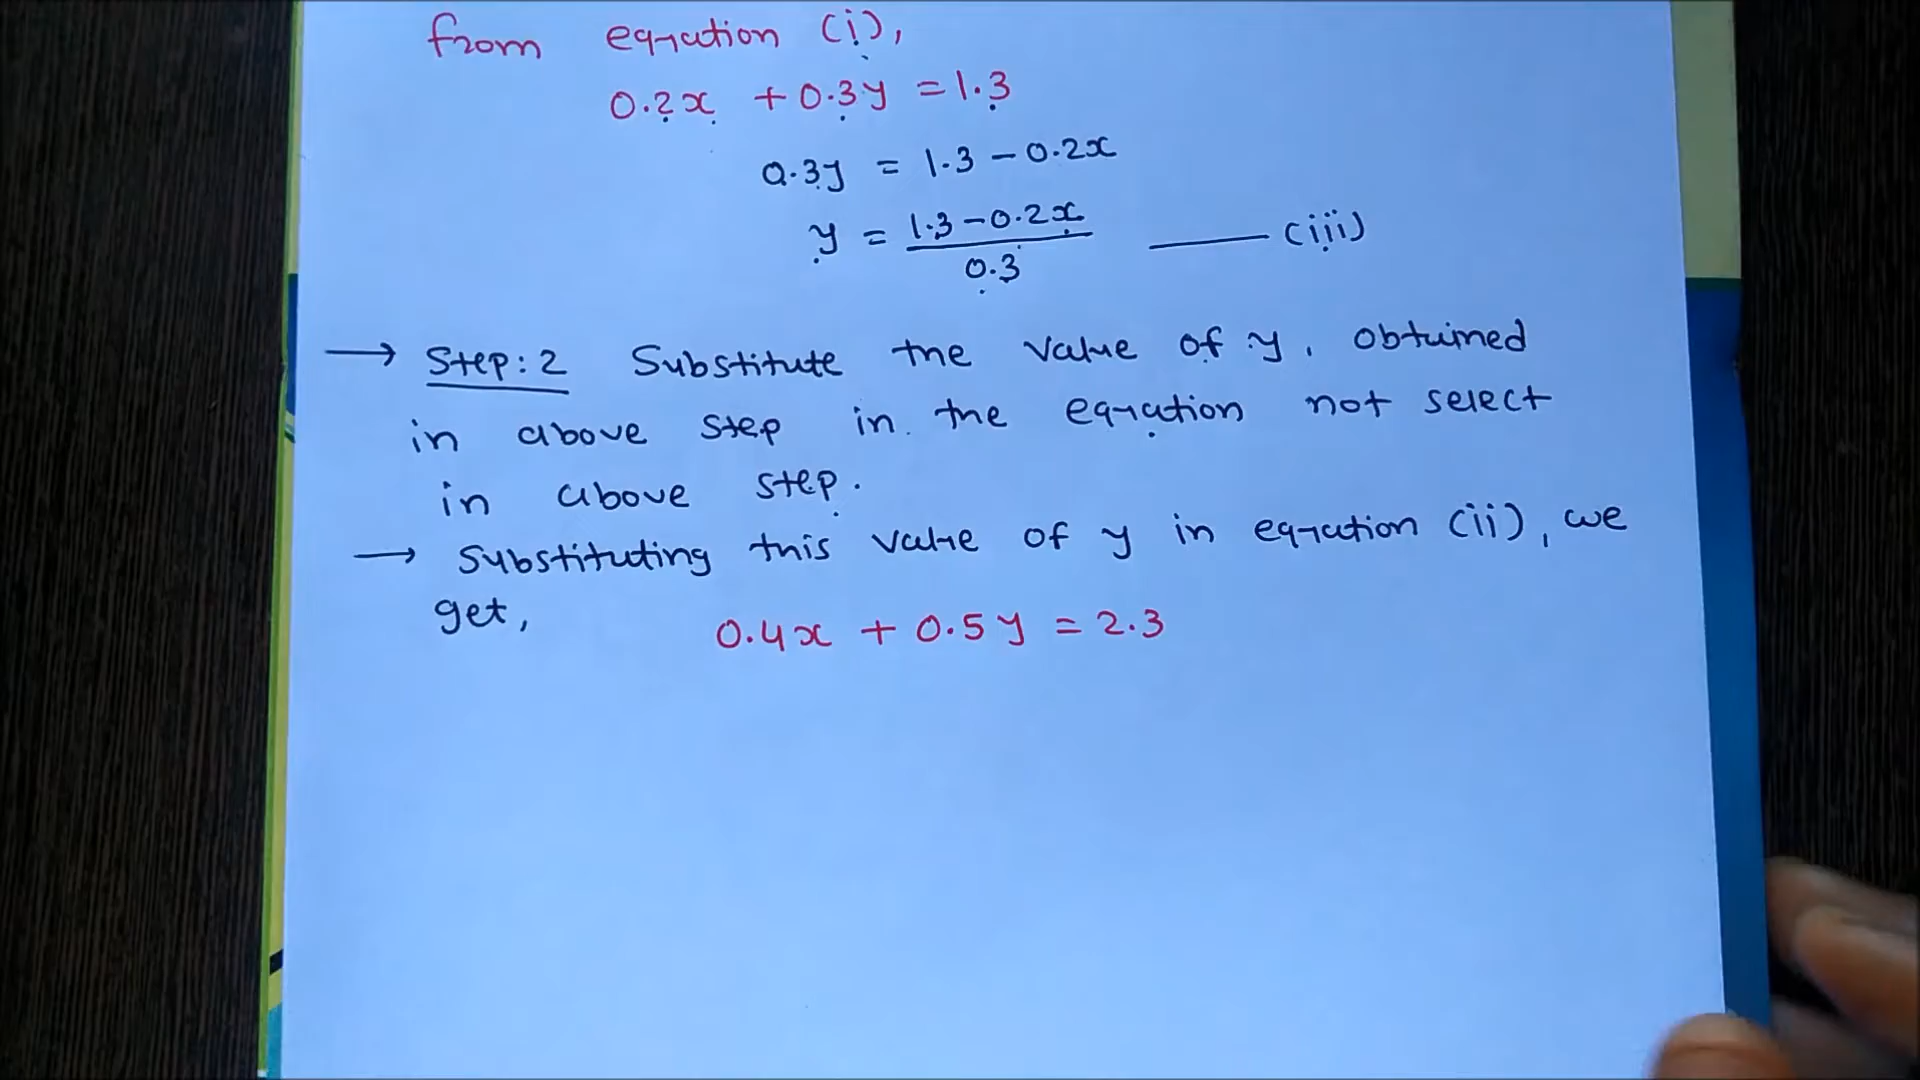 from equation (i),
0.2x + 0.3y = 1.3
0.3y = 1.3 - 0.2x
y = (1.3 - 0.2x)/0.3 —— (iii)
→ Step: 2 Substitute the value of y, obtained
in above step in the equation not select
in above step.
→ Substituting this value of y in equation (ii), we
get, 0.4x + 0.5y = 2.3